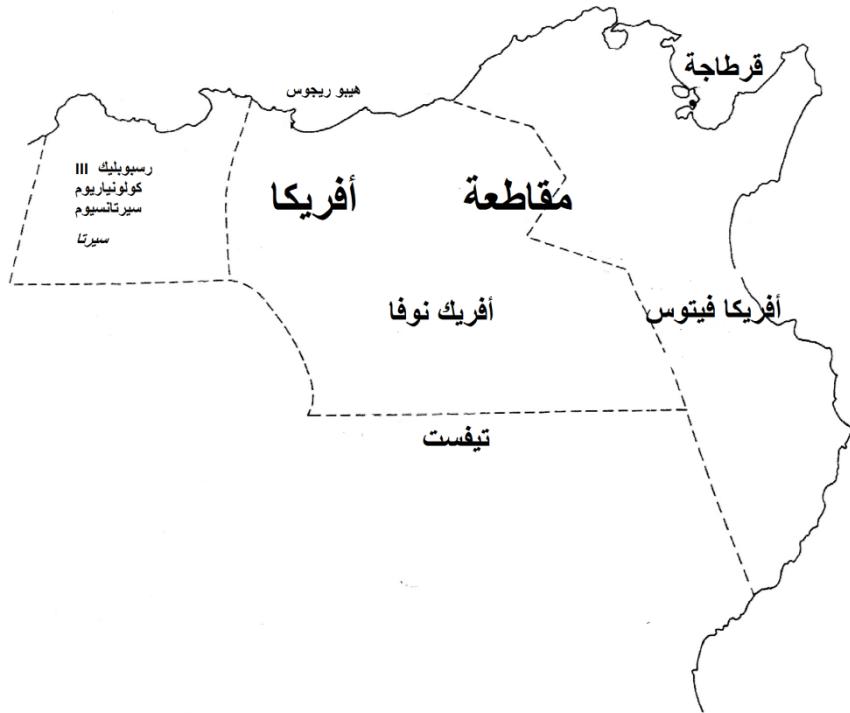 قرطاجة
هيبو ريجوس
رسبوبليك III
كولونياريوم
سيرتانسيوم
سيرتا
مقاطعة أفريكا
أفريك نوفا
أفريكا فيتوس
تيفست